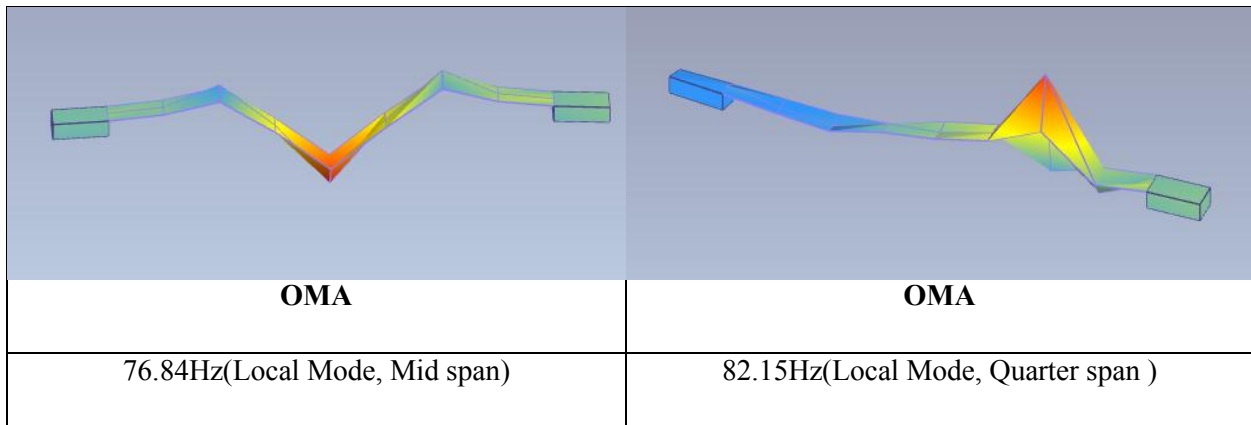 OMA
OMA
76.84Hz(Local Mode, Mid span)
82.15Hz(Local Mode, Quarter span )